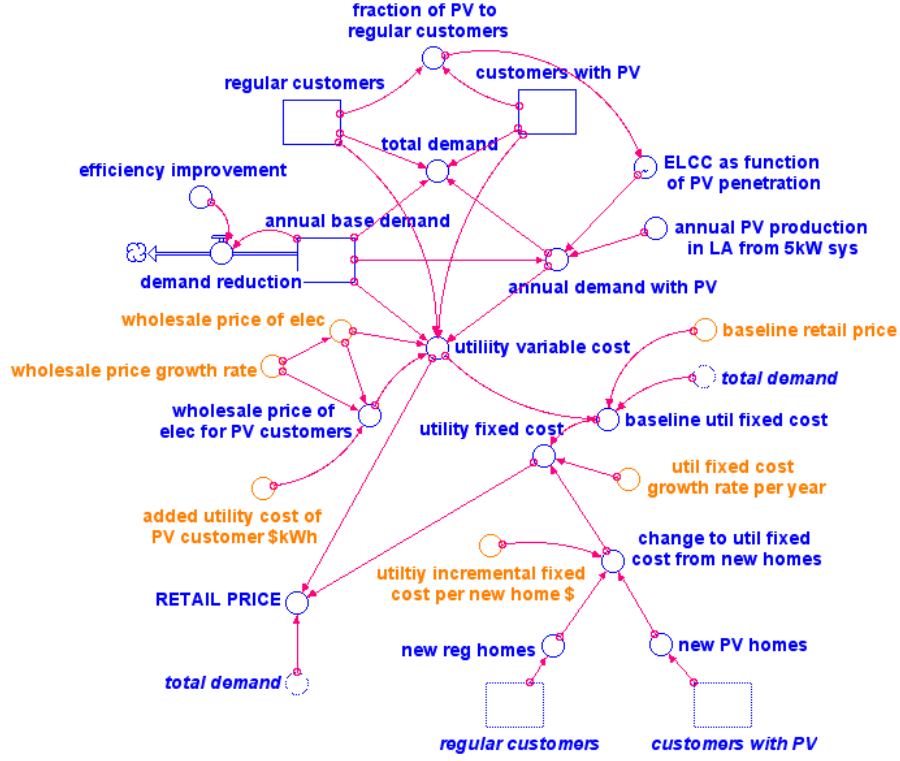 fraction of PV to
regular customers
regular customers
customers with PV
total demand
efficiency improvement
ELCC as function
of PV penetration
annual base demand
annual PV production
in LA from 5kW sys
demand reduction
annual demand with PV
wholesale price of elec
baseline retail price
utiliity variable cost
wholesale price growth rate
total demand
wholesale price of
elec for PV customers
baseline util fixed cost
utility fixed cost
util fixed cost
growth rate per year
added utility cost of
PV customer $kWh
change to util fixed
cost from new homes
utiltiy incremental fixed
cost per new home $
RETAIL PRICE
new reg homes
new PV homes
total demand
regular customers
customers with PV